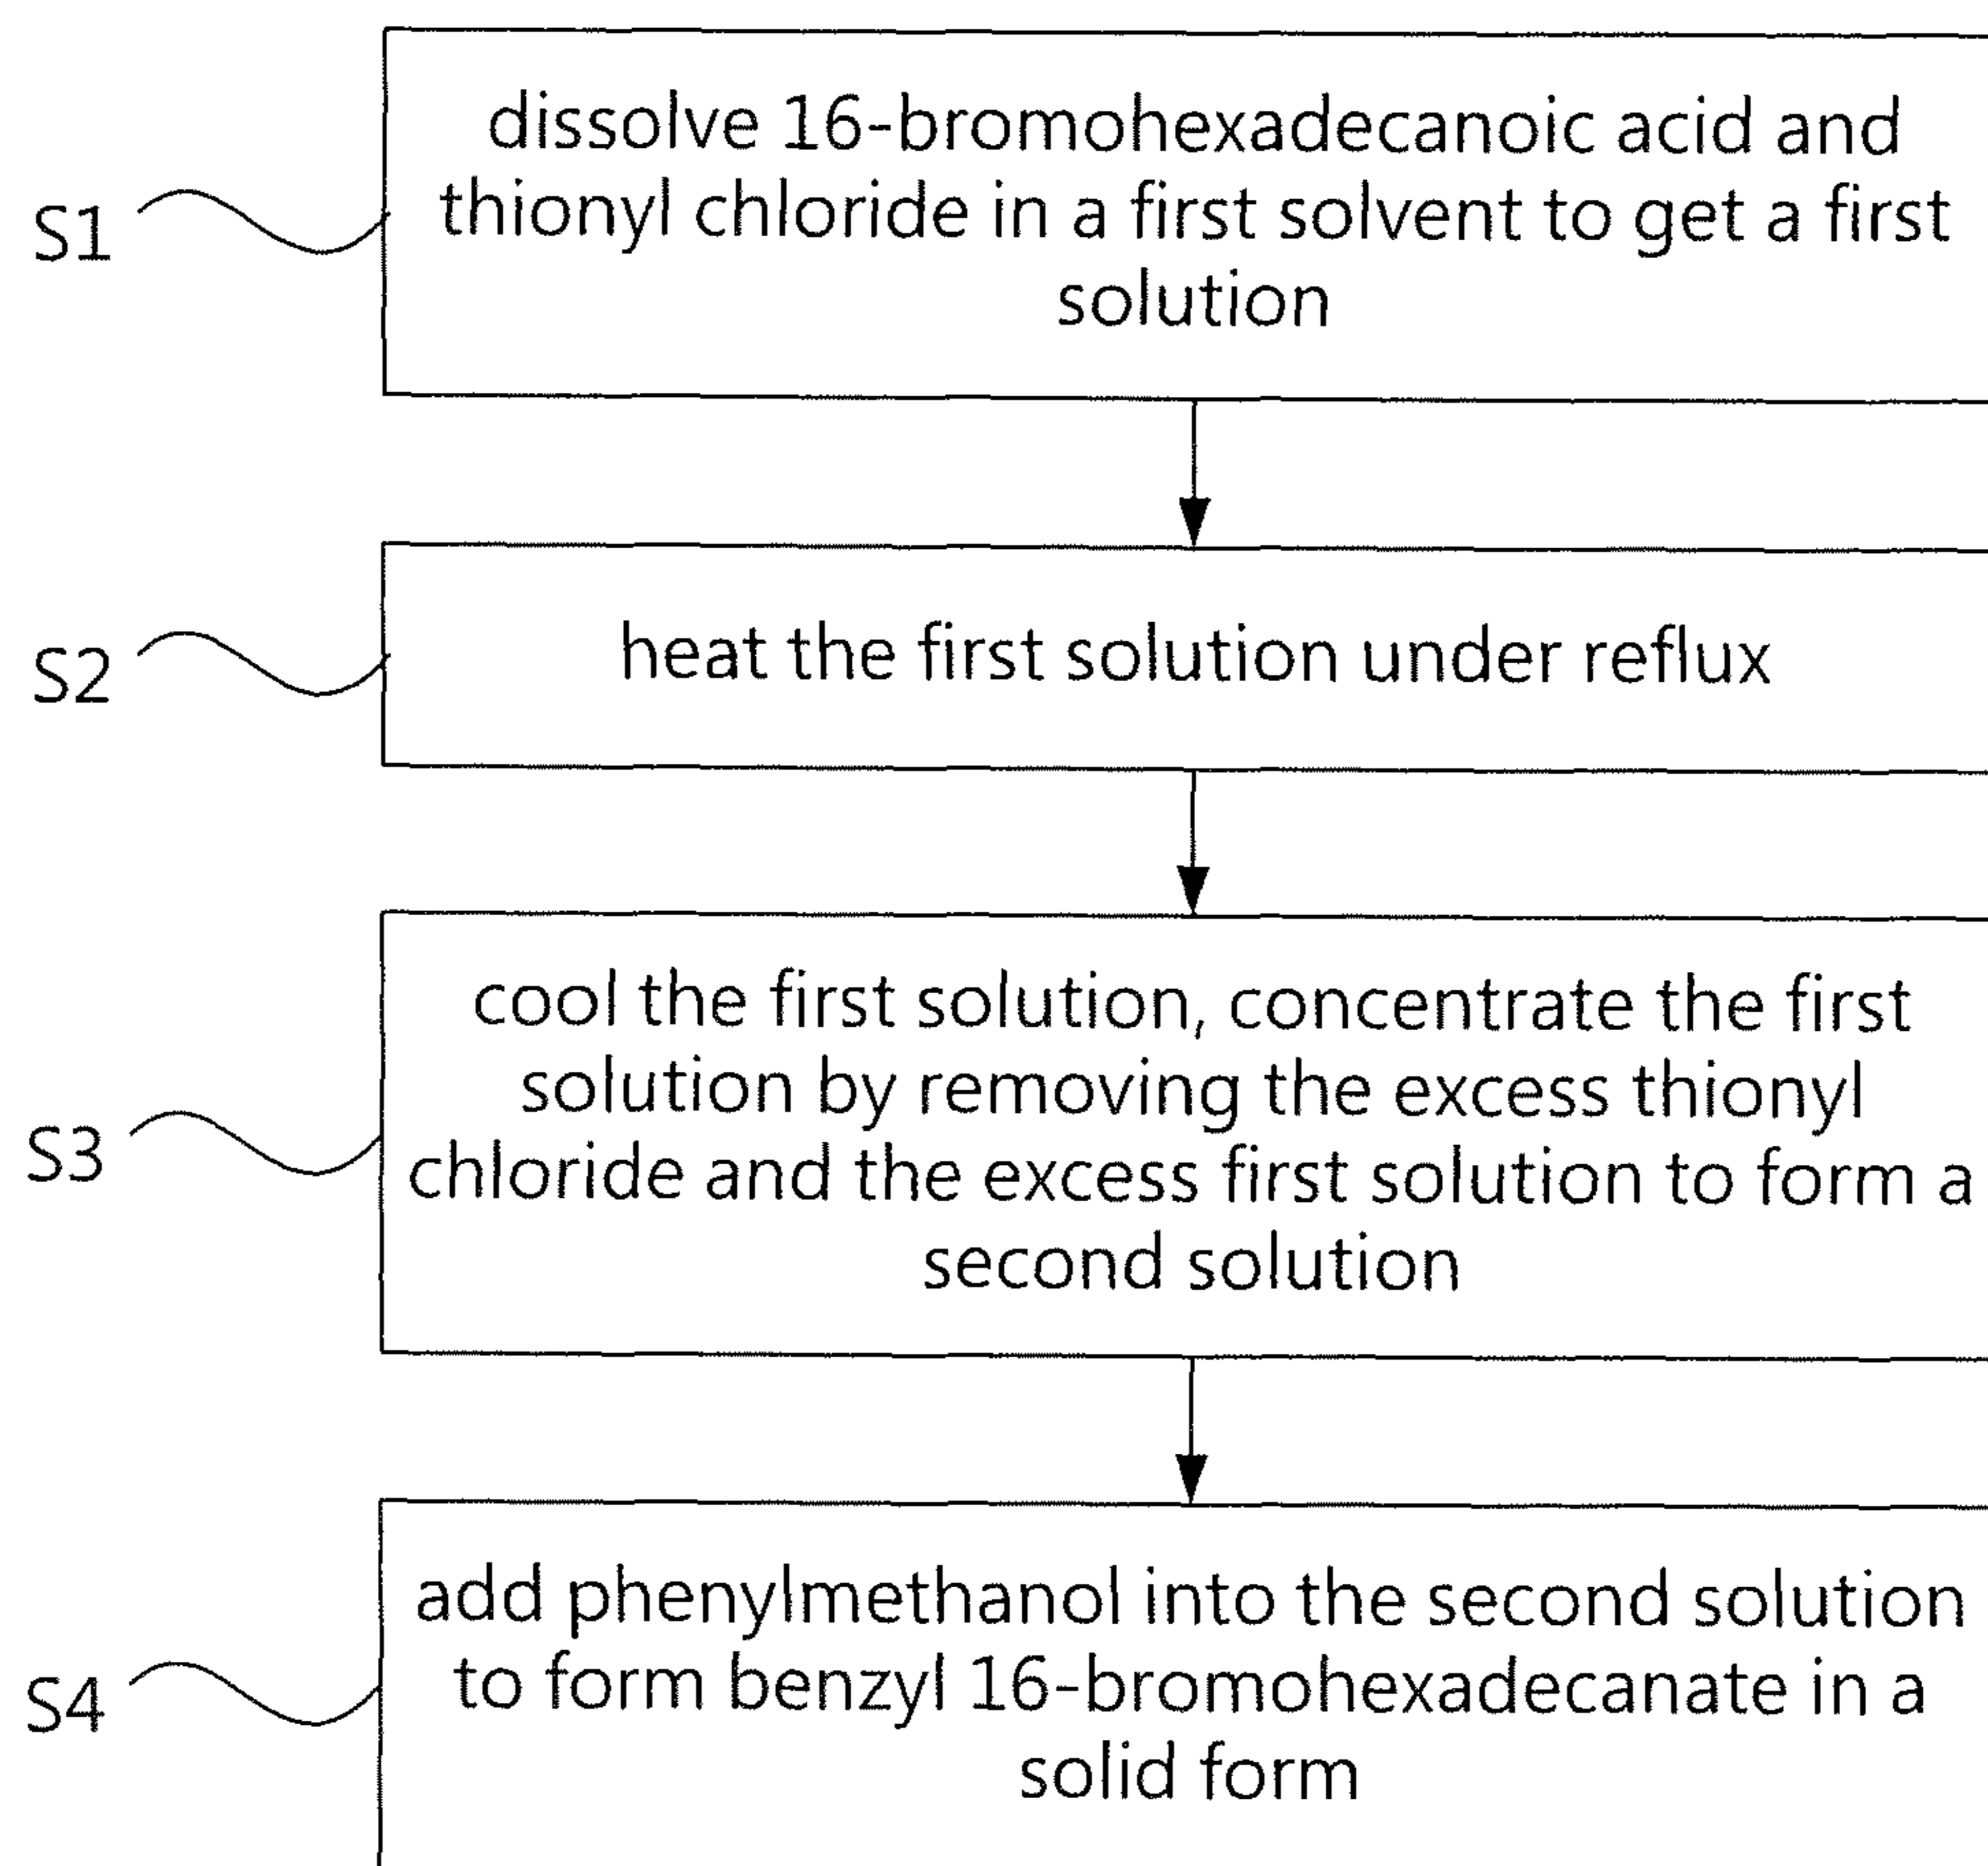 S1
dissolve 16-bromohexadecanoic acid and
thionyl chloride in a first solvent to get a first
solution
S2
heat the first solution under reflux
S3
cool the first solution, concentrate the first
solution by removing the excess thionyl
chloride and the excess first solution to form a
second solution
S4
add phenylmethanol into the second solution
to form benzyl 16-bromohexadecanate in a
solid form